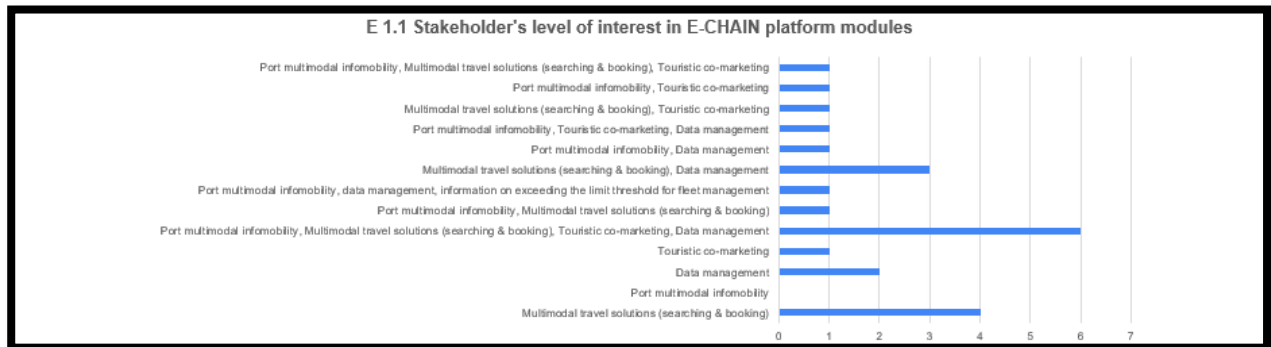 E 1.1 Stakeholder's level of interest in E-CHAIN platform modules
Port multimodal infomobility, Multimodal travel solutions (searching & booking), Touristic co-marketing
Port multimodal infomobility, Touristic co-marketing
Multimodal travel solutions (searching & booking), Touristic co-marketing
Port multimodal infomobility, Touristic co-marketing, Data management
Port multimodal infomobility, Data management
Multimodal travel solutions (searching & booking), Data management
Port multimodal infomobility, data management, information on exceeding the limit threshold for fleet management
Port multimodal infomobility, Multimodal travel solutions (searching & booking)
Port multimodal infomobility, Multimodal travel solutions (searching & booking), Touristic co-marketing, Data management
Touristic co-marketing
Data management
Port multimodal infomobility
Multimodal travel solutions (searching & booking)
0 1 2 3 4 5 6 7